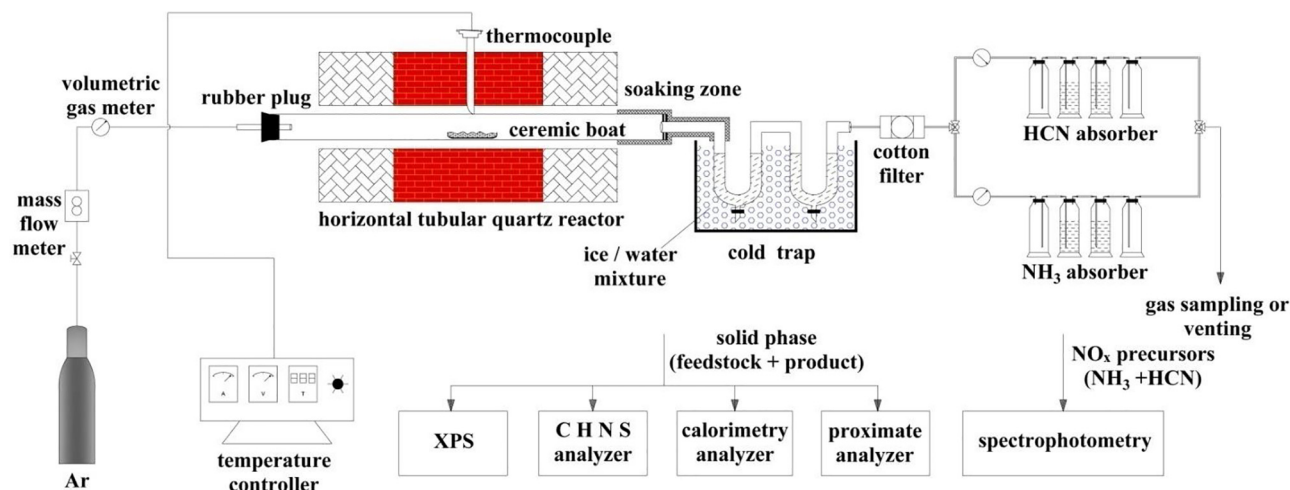 thermocouple
volumetric
gas meter
rubber plug
soaking zone
ceremic boat
HCN absorber
cotton
filter
mass
flow
meter
horizontal tubular quartz reactor
ice / water
mixture
cold trap
NH₃ absorber
gas sampling or
venting
solid phase
(feedstock + product)
NOₓ precursors
(NH₃ +HCN)
A
V
T
XPS
C H N S
analyzer
calorimetry
analyzer
proximate
analyzer
spectrophotometry
Ar
temperature
controller